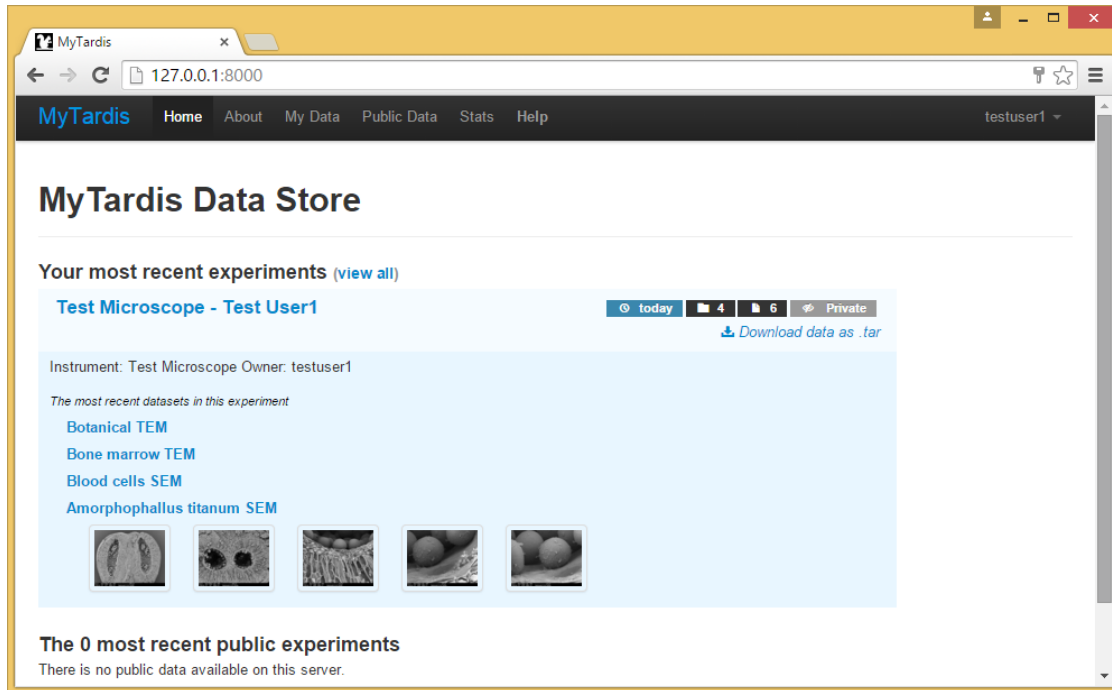 MyTardis
127.0.0.1:8000
MyTardis Home About My Data Public Data Stats Help testuser1
MyTardis Data Store
Your most recent experiments (view all)
Test Microscope - Test User1 today 4 6 Private
Download data as .tar
Instrument: Test Microscope Owner: testuser1
The most recent datasets in this experiment
Botanical TEM
Bone marrow TEM
Blood cells SEM
Amorphophallus titanum SEM
The 0 most recent public experiments
There is no public data available on this server.